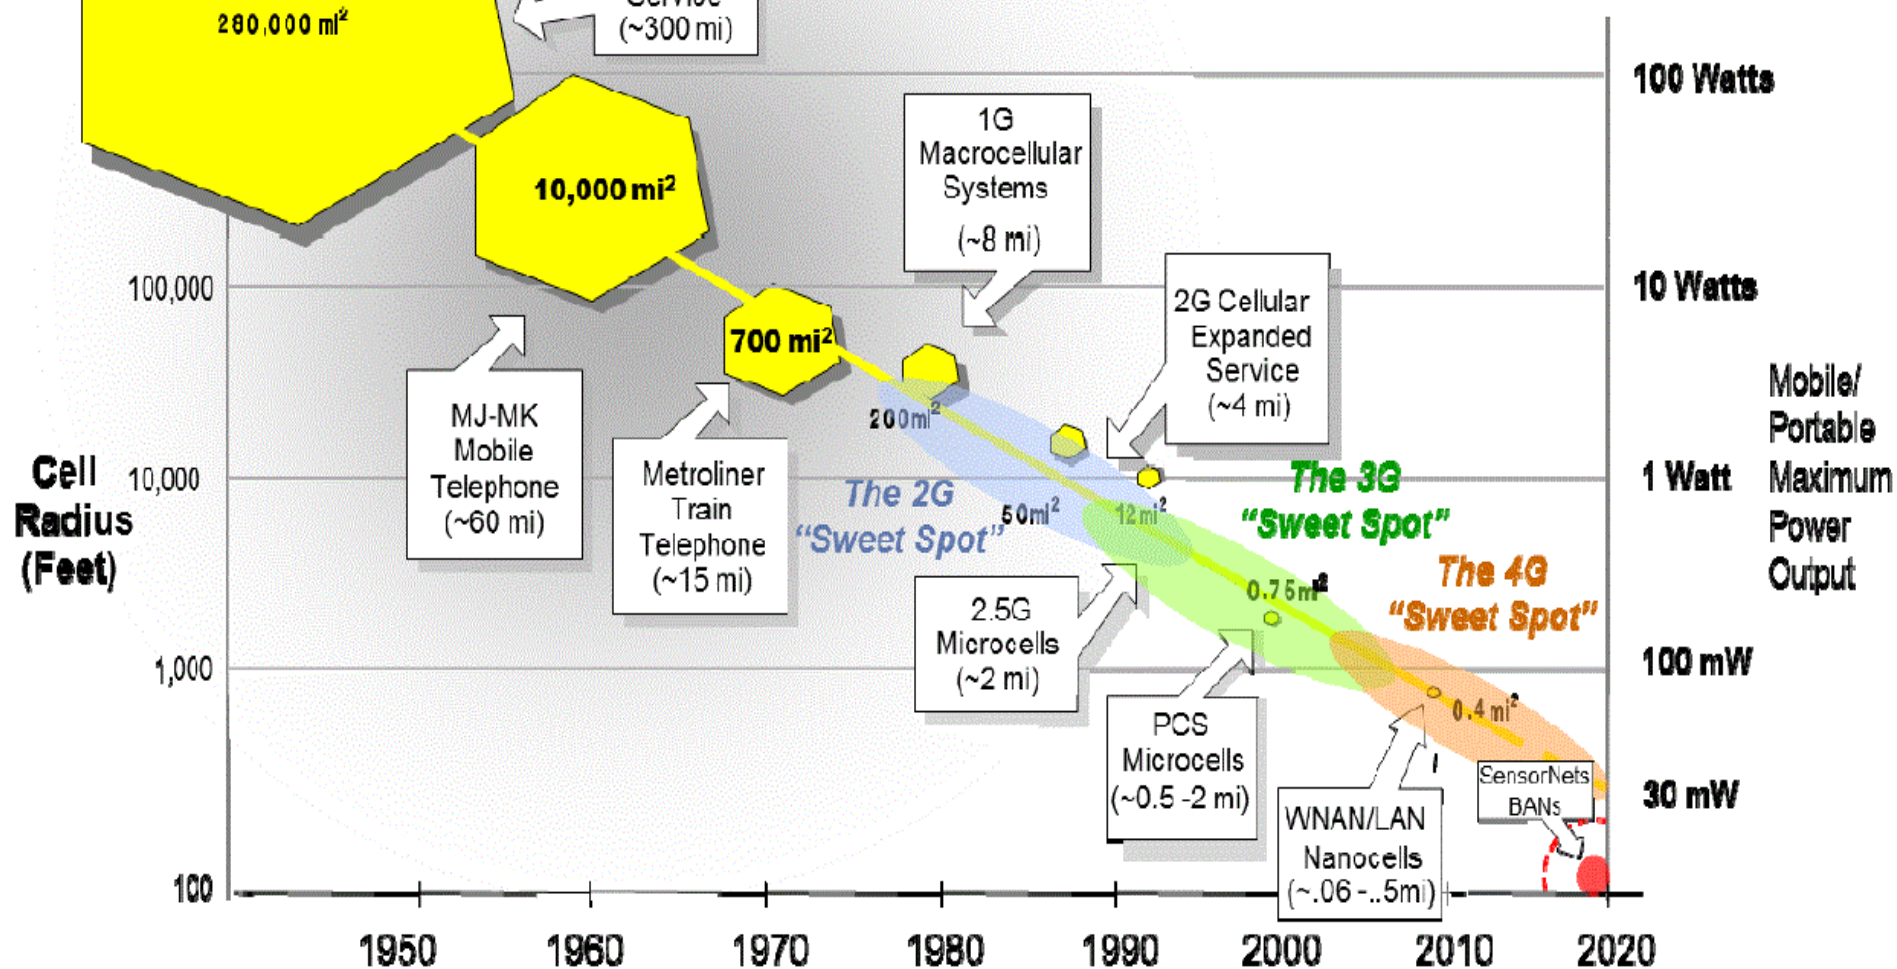 280,000 mi²
Service
(~300 mi)
100 Watts
10,000 mi²
1G
Macrocellular
Systems
(~8 mi)
100,000
10 Watts
2G Cellular
Expanded
Service
(~4 mi)
700 mi²
MJ-MK
Mobile
Telephone
(~60 mi)
Metroliner
Train
Telephone
(~15 mi)
200mi²
Mobile/
Portable
Maximum
Power
Output
Cell
Radius
(Feet)
10,000
1 Watt
The 2G
“Sweet Spot”
50mi²
12mi²
The 3G
“Sweet Spot”
The 4G
“Sweet Spot”
2.5G
Microcells
(~2 mi)
0.75mi²
1,000
100 mW
PCS
Microcells
(~0.5 -2 mi)
0.4 mi²
SensorNets
BANs
30 mW
WNAN/LAN
Nanocells
(~.06 -..5mi)
100
1950
1960
1970
1980
1990
2000
2010
2020